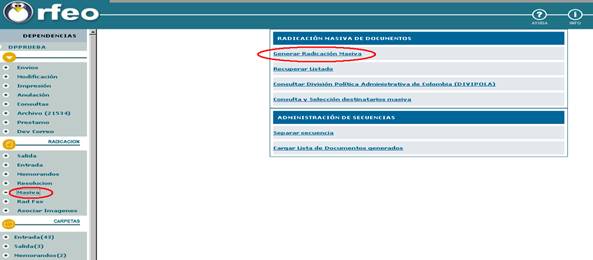 orfeo
AYUDA
INFO
DEPENDENCIAS
DPPRUEBA
Envios
Modificación
Impresión
Anulación
Consultas
Archivo (21534)
Prestamo
Dev Correo
RADICACION
Salida
Entrada
Memorandos
Resolucion
Masiva
Rad Fax
Asociar Imagenes
CARPETAS
Entrada(43)
Salida(3)
Memorandos(2)
RADICACIÓN MASIVA DE DOCUMENTOS
Generar Radicación Masiva
Recuperar Listado
Consultar División Política Administrativa de Colombia (DIVIPOLA)
Consulta y Selección destinatarios masiva
ADMINISTRACIÓN DE SECUENCIAS
Separar secuencia
Cargar Lista de Documentos generados